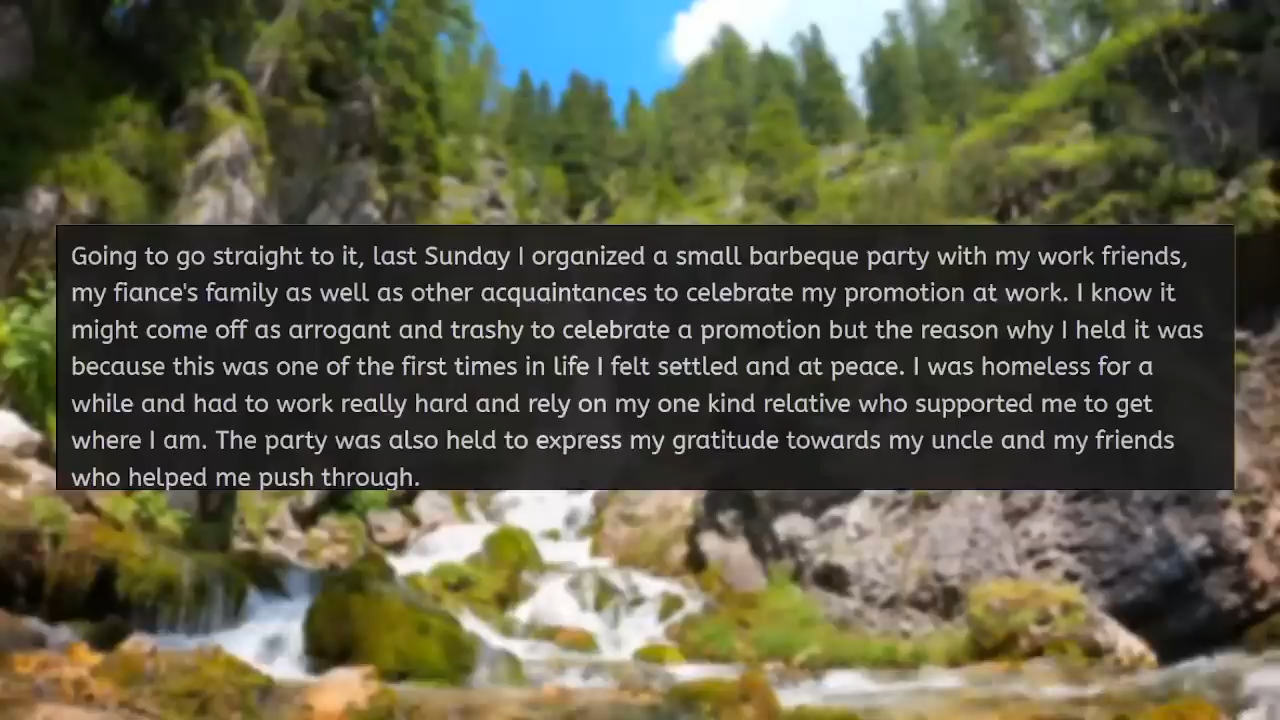 Going to go straight to it, last Sunday I organized a small barbeque party with my work friends,
my fiance's family as well as other acquaintances to celebrate my promotion at work. I know it
might come off as arrogant and trashy to celebrate a promotion but the reason why I held it was
because this was one of the first times in life I felt settled and at peace. I was homeless for a
while and had to work really hard and rely on my one kind relative who supported me to get
where I am. The party was also held to express my gratitude towards my uncle and my friends
who helped me push through.